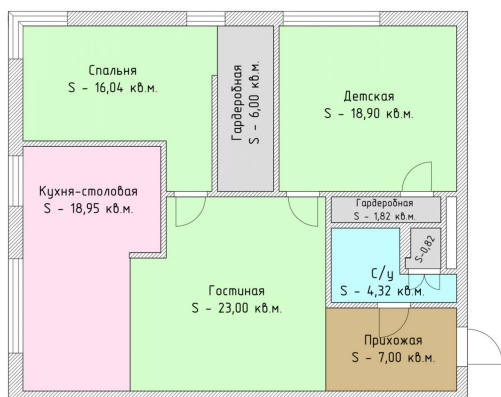 Спальня
S - 16,04 кв.м.
Гардеробная
S - 6,00 кв.м.
Детская
S - 18,90 кв.м.
Кухня-столовая
S - 18,95 кв.м.
Гардеробная
S - 1,82 кв.м.
S-0,82
С/у
S - 4,32 кв.м.
Гостиная
S - 23,00 кв.м.
Прихожая
S - 7,00 кв.м.